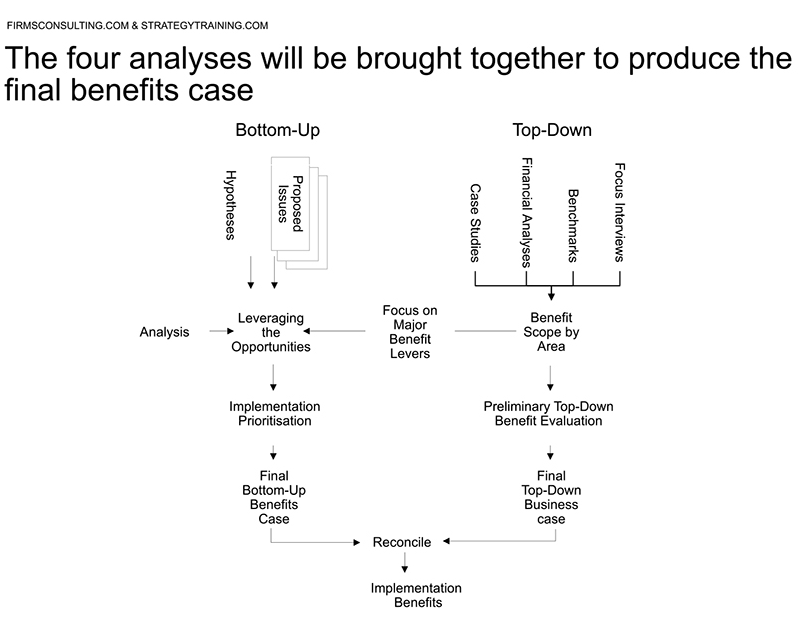 FIRMSCONSULTING.COM & STRATEGYTRAINING.COM
The four analyses will be brought together to produce the
final benefits case
Bottom-Up
Top-Down
Hypotheses
Proposed
Issues
Case Studies
Financial Analyses
Benchmarks
Focus Interviews
Analysis
Leveraging
the
Opportunities
Focus on
Major
Benefit
Levers
Benefit
Scope by
Area
Implementation
Prioritisation
Preliminary Top-Down
Benefit Evaluation
Final
Bottom-Up
Benefits
Case
Final
Top-Down
Business
case
Reconcile
Implementation
Benefits